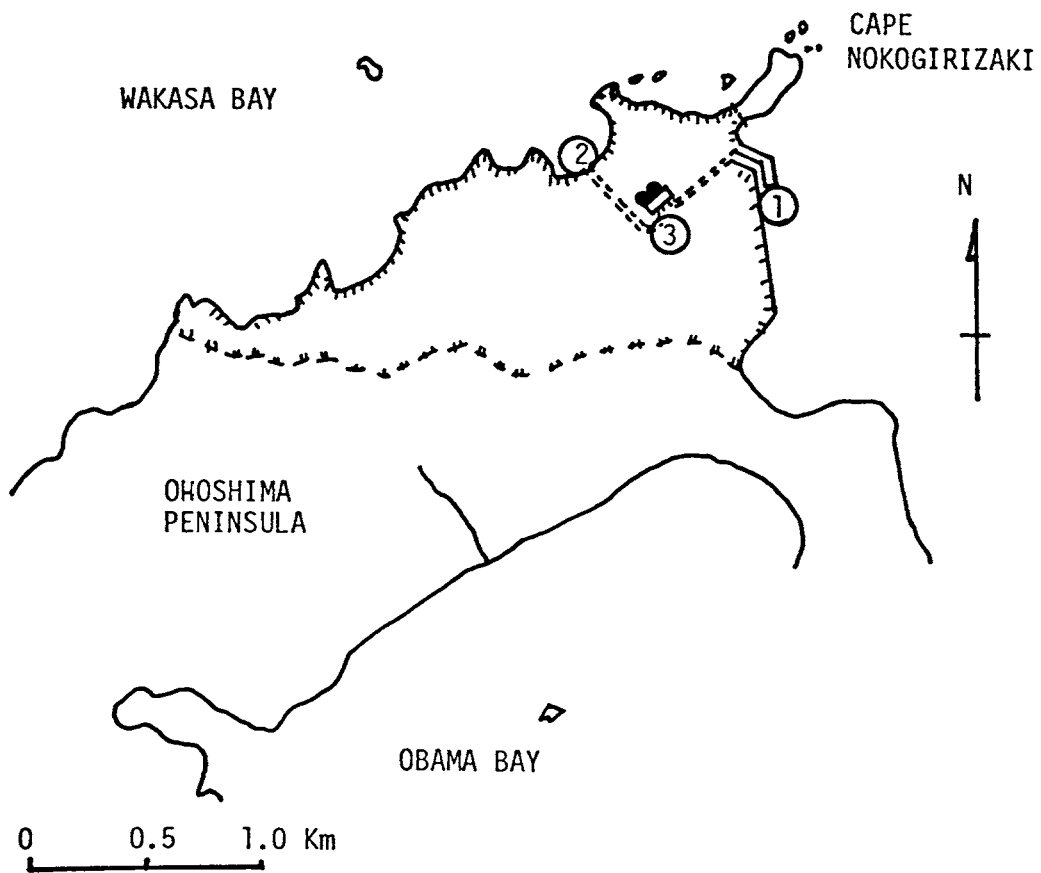 CAPE
NOKOGIRIZAKI
WAKASA BAY
2
1
3
N
OHOSHIMA
PENINSULA
OBAMA BAY
0 0.5 1.0 Km